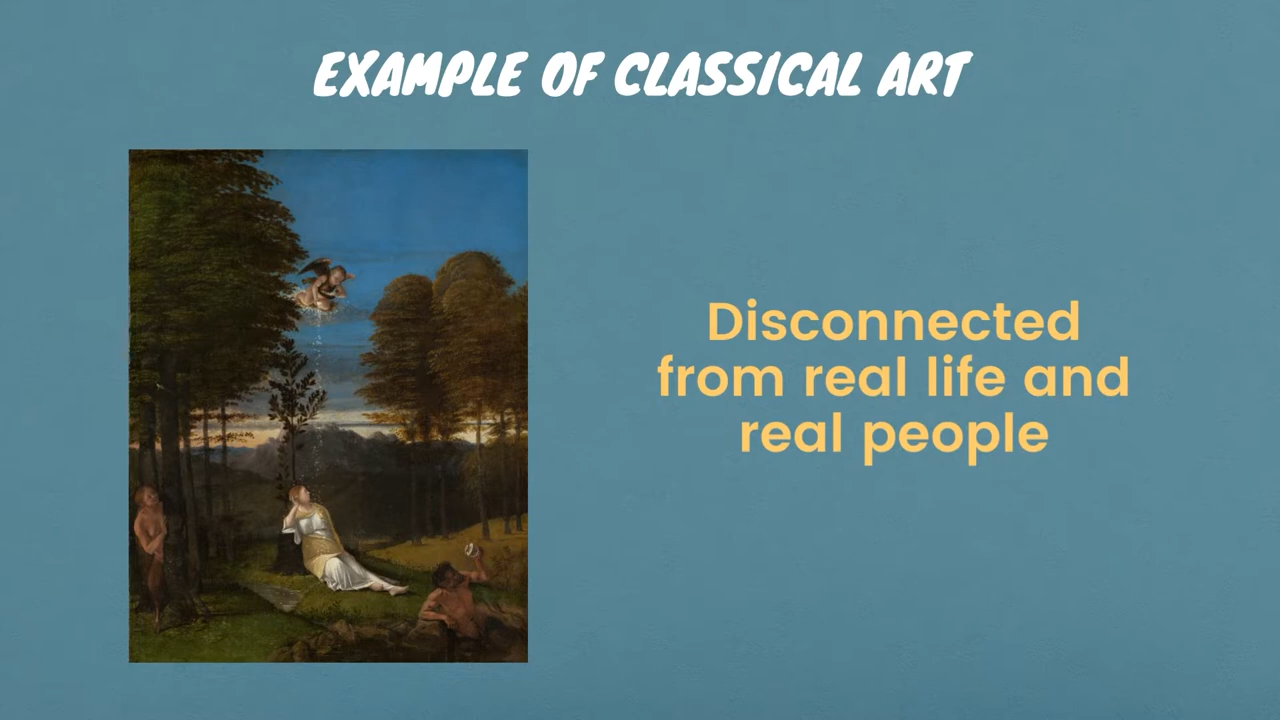 EXAMPLE OF CLASSICAL ART
Disconnected
from real life and
real people